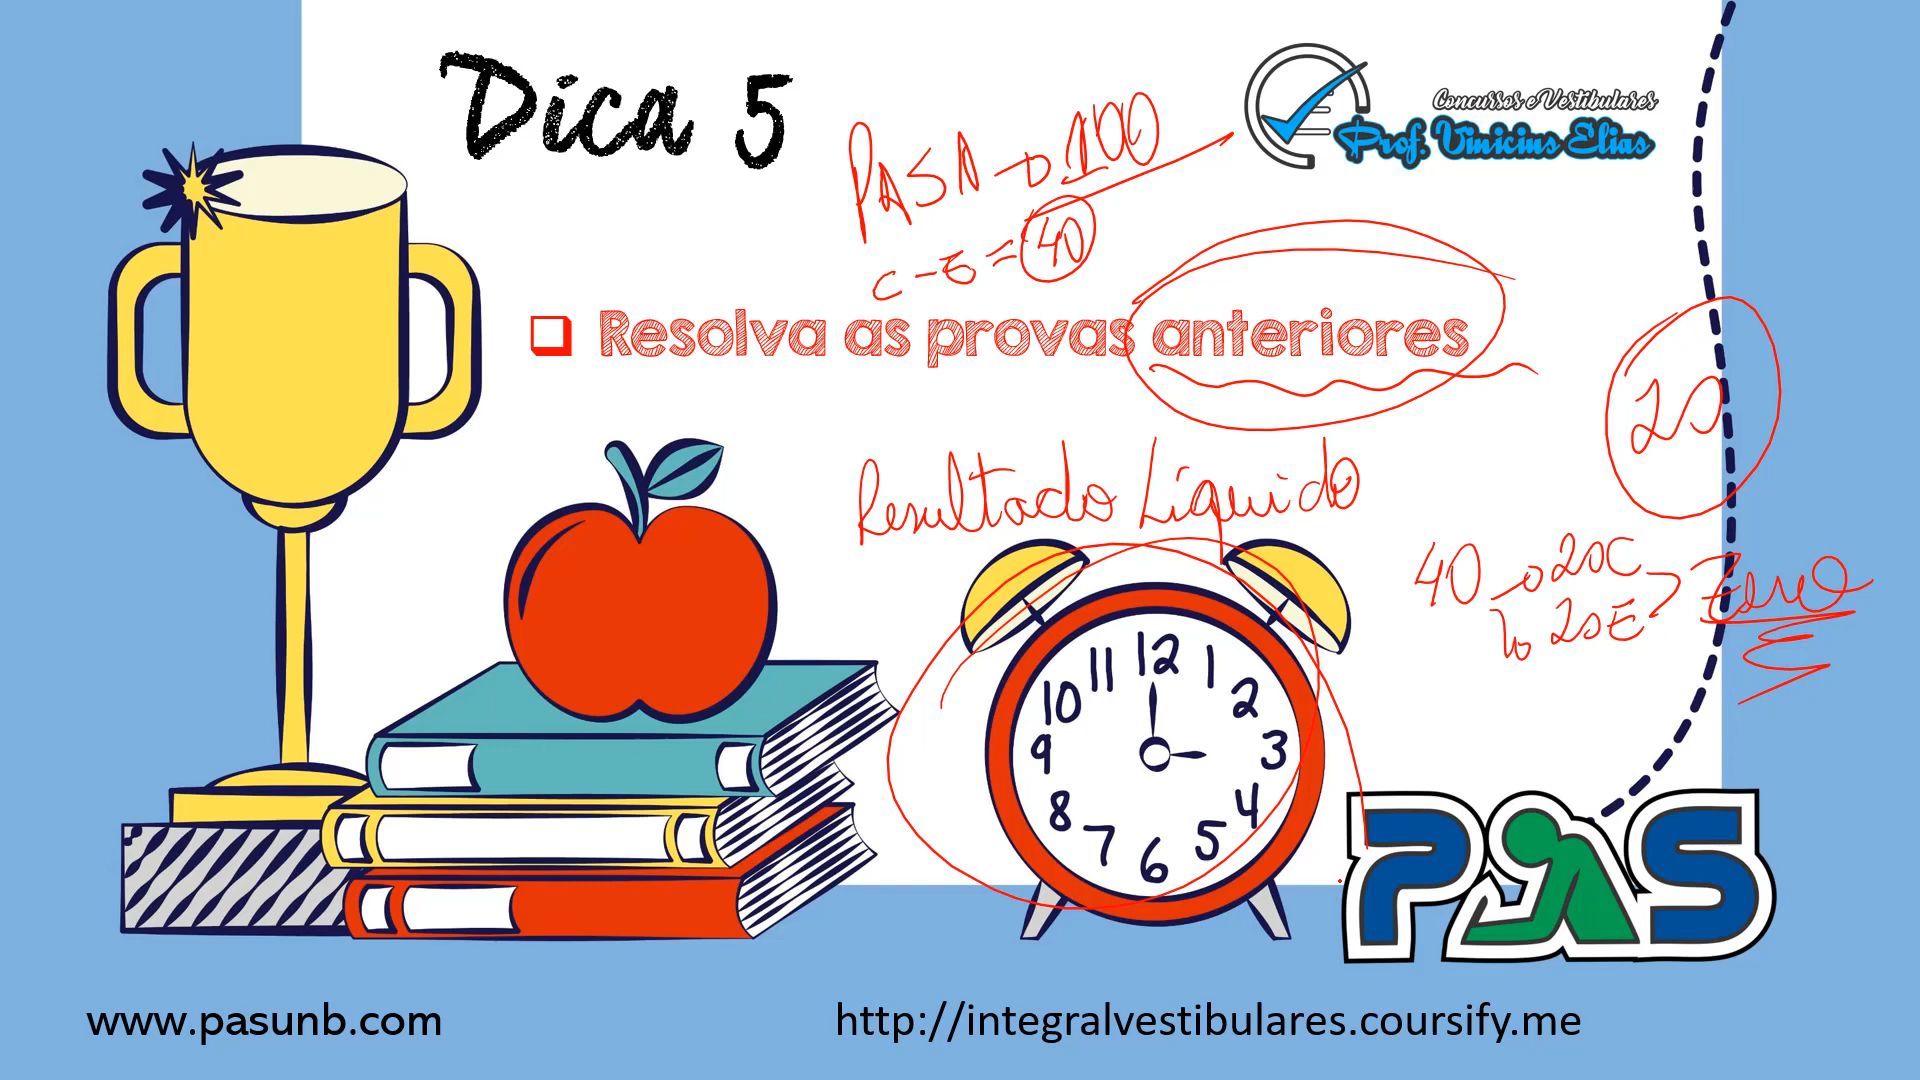 Dica 5
Concursos e Vestibulares
Prof. Vinicius Elias
100
C-E=40
Resolva as provas anteriores
20
Resultado Líquido
40 20C
20E
Zero
12
11 1
10 2
9 3
8 4
7 5
6
PAS
www.pasunb.com
http://integralvestibulares.coursify.me